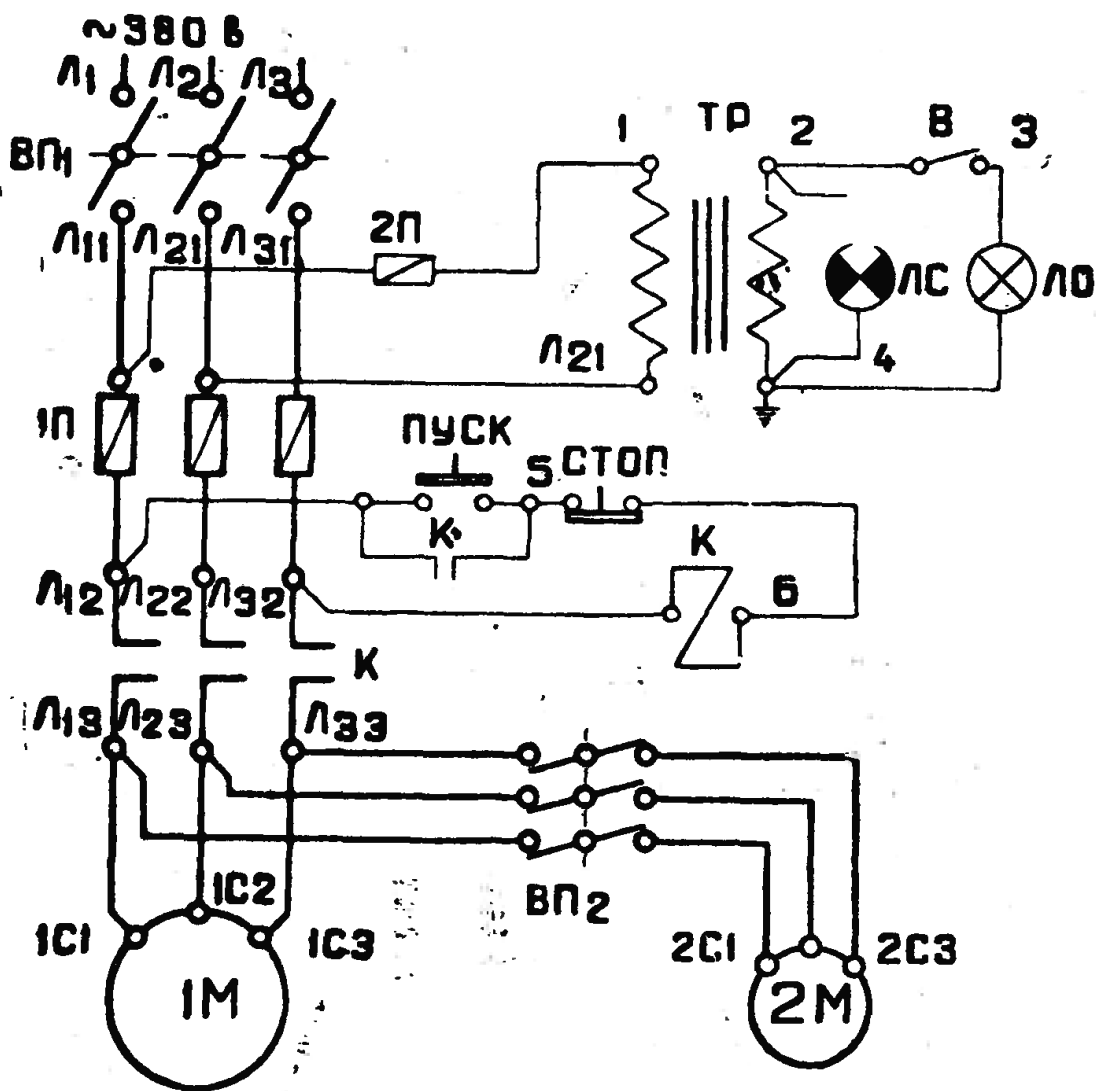 ~380 В
Л1 Л2 Л3
ВП1
Л11 Л21 Л31
2П
1 ТР 2 В 3
ЛС ЛО
Л21 4
1П
ПУСК
5 СТОП
К
К 6
Л12 Л22 Л32
К
Л13 Л23 Л33
ВП2
1С1 1С2 1С3
1М
2С1 2С3
2М